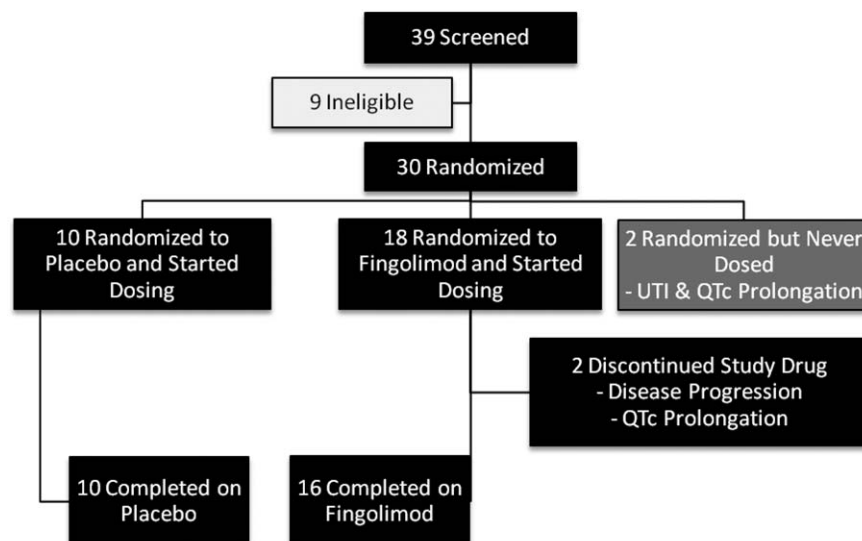 39 Screened
9 Ineligible
30 Randomized
10 Randomized to
Placebo and Started
Dosing
18 Randomized to
Fingolimod and Started
Dosing
2 Randomized but Never
Dosed
- UTI & QTc Prolongation
2 Discontinued Study Drug
- Disease Progression
- QTc Prolongation
10 Completed on
Placebo
16 Completed on
Fingolimod